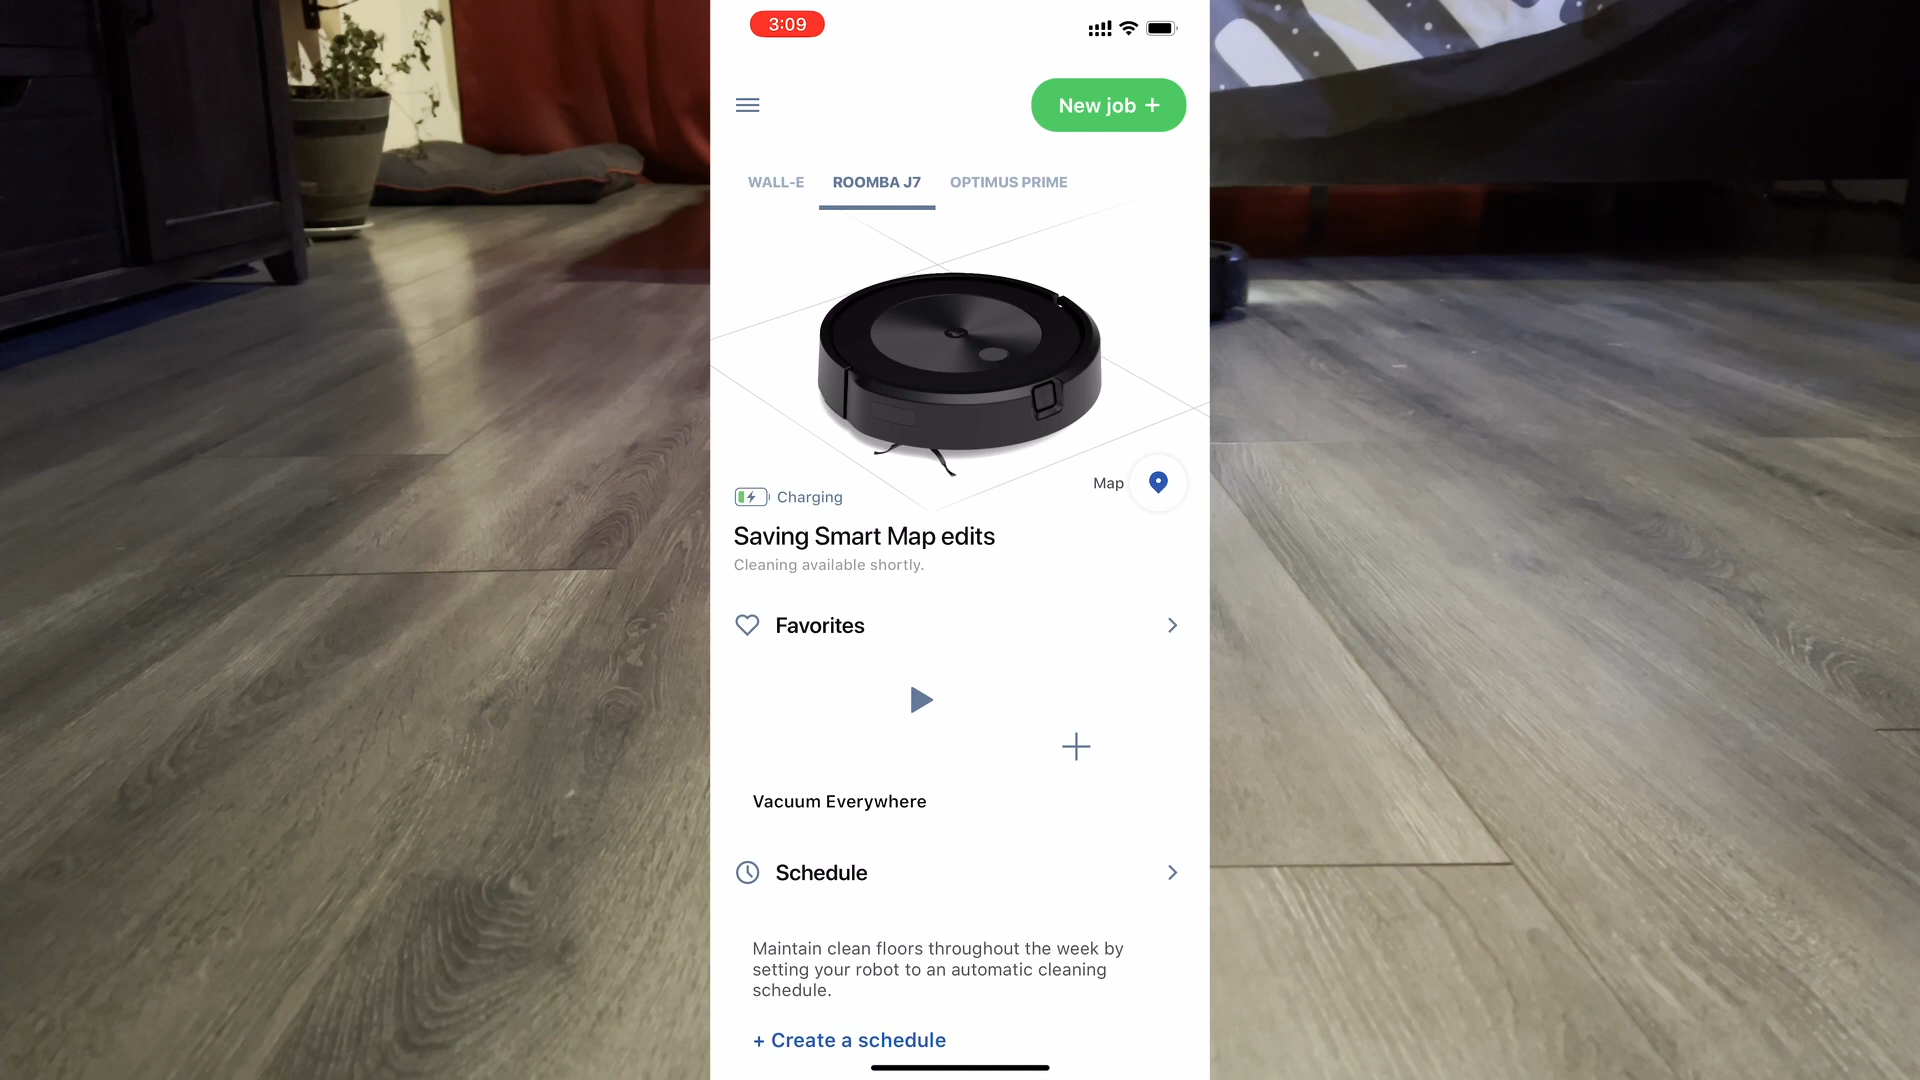 3:09
New job +
WALL-E
ROOMBA J7
OPTIMUS PRIME
Map
Charging
Saving Smart Map edits
Cleaning available shortly.
Favorites
Vacuum Everywhere
Schedule
Maintain clean floors throughout the week by
setting your robot to an automatic cleaning
schedule.
+ Create a schedule